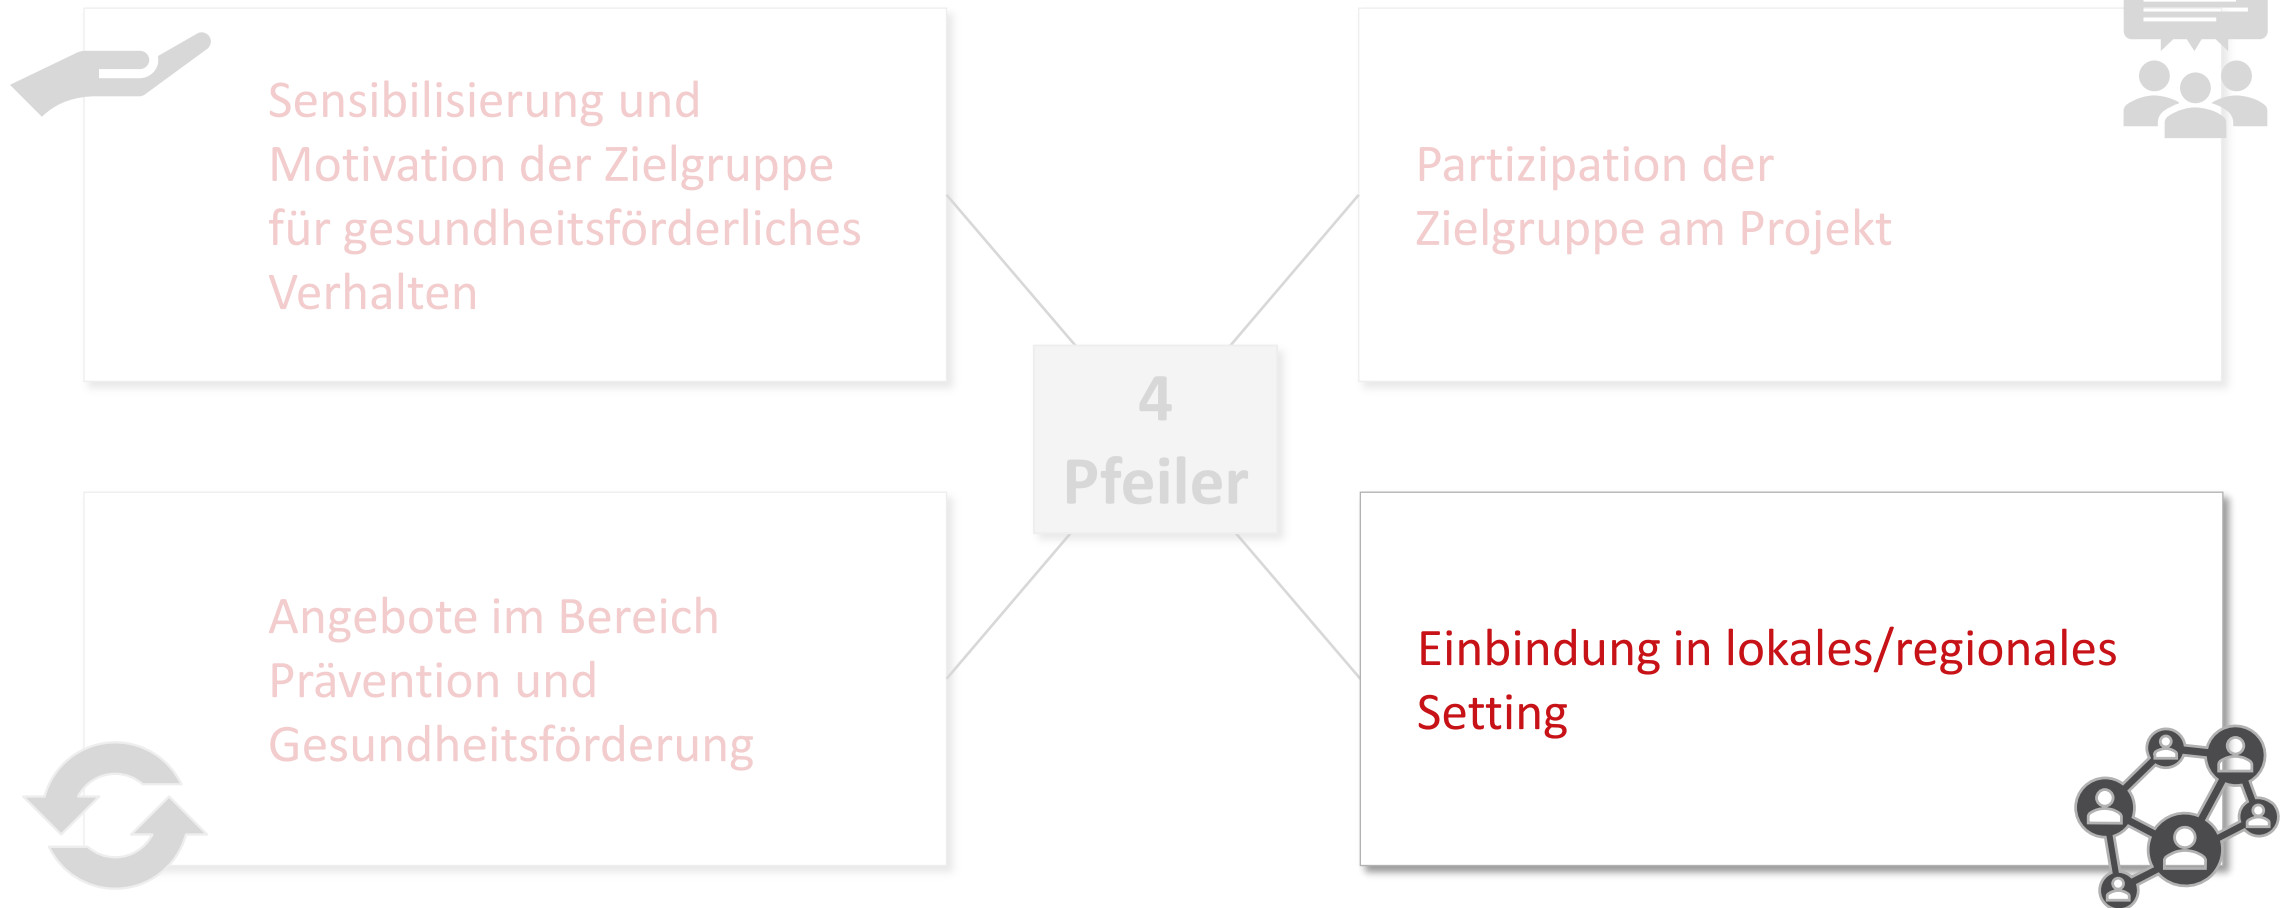 Sensibilisierung und
Motivation der Zielgruppe
für gesundheitsförderliches
Verhalten
Partizipation der
Zielgruppe am Projekt
4
Pfeiler
Angebote im Bereich
Prävention und
Gesundheitsförderung
Einbindung in lokales/regionales
Setting